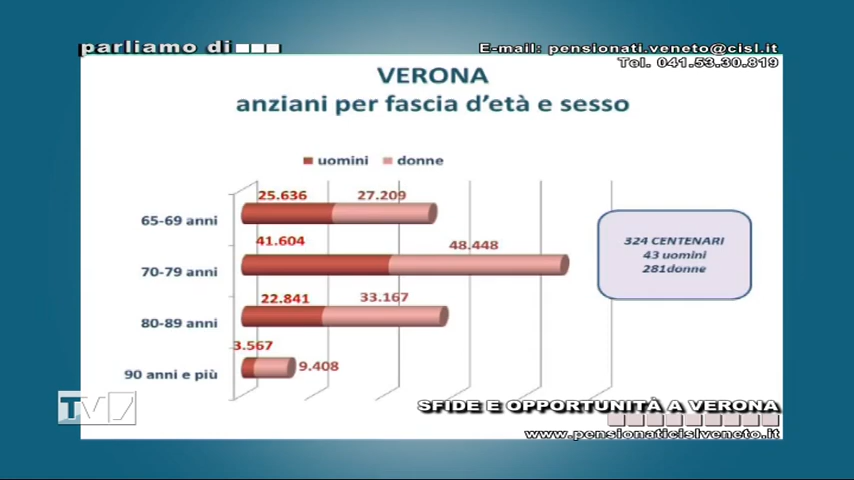 parliamo di
E-mail: pensionati.veneto@cisl.it
Tel. 041.53.30.819
VERONA
anziani per fascia d'età e sesso
uomini donne
25.636 27.209
65-69 anni
41.604 48.448
70-79 anni
22.841 33.167
80-89 anni
3.567 9.408
90 anni e più
324 CENTENARI
43 uomini
281donne
TV7
SFIDE E OPPORTUNITÀ A VERONA
www.pensionaticislveneto.it